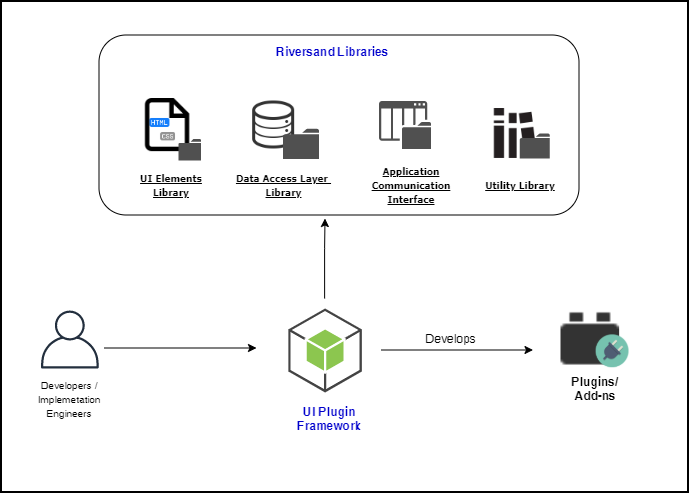 Riversand Libraries
HTML
CSS
UI Elements
Library
Data Access Layer
Library
Application
Communication
Interface
Utility Library
Develops
Developers /
Implemetation
Engineers
UI Plugin
Framework
Plugins/
Add-ns